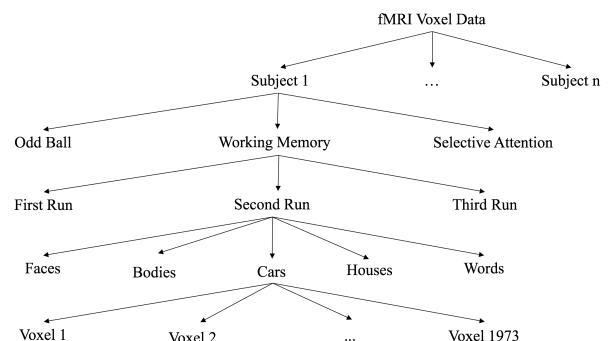 fMRI Voxel Data
Subject 1 ... Subject n
Odd Ball Working Memory Selective Attention
First Run Second Run Third Run
Faces Bodies Cars Houses Words
Voxel 1 Voxel 2 ... Voxel 1973